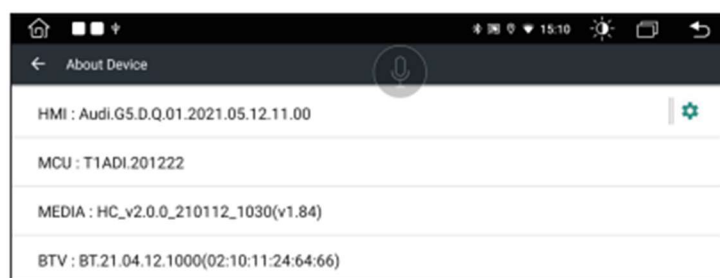 15:10
About Device
HMI : Audi.G5.D.Q.01.2021.05.12.11.00
MCU : T1ADI.201222
MEDIA : HC_v2.0.0_210112_1030(v1.84)
BTV : BT.21.04.12.1000(02:10:11:24:64:66)